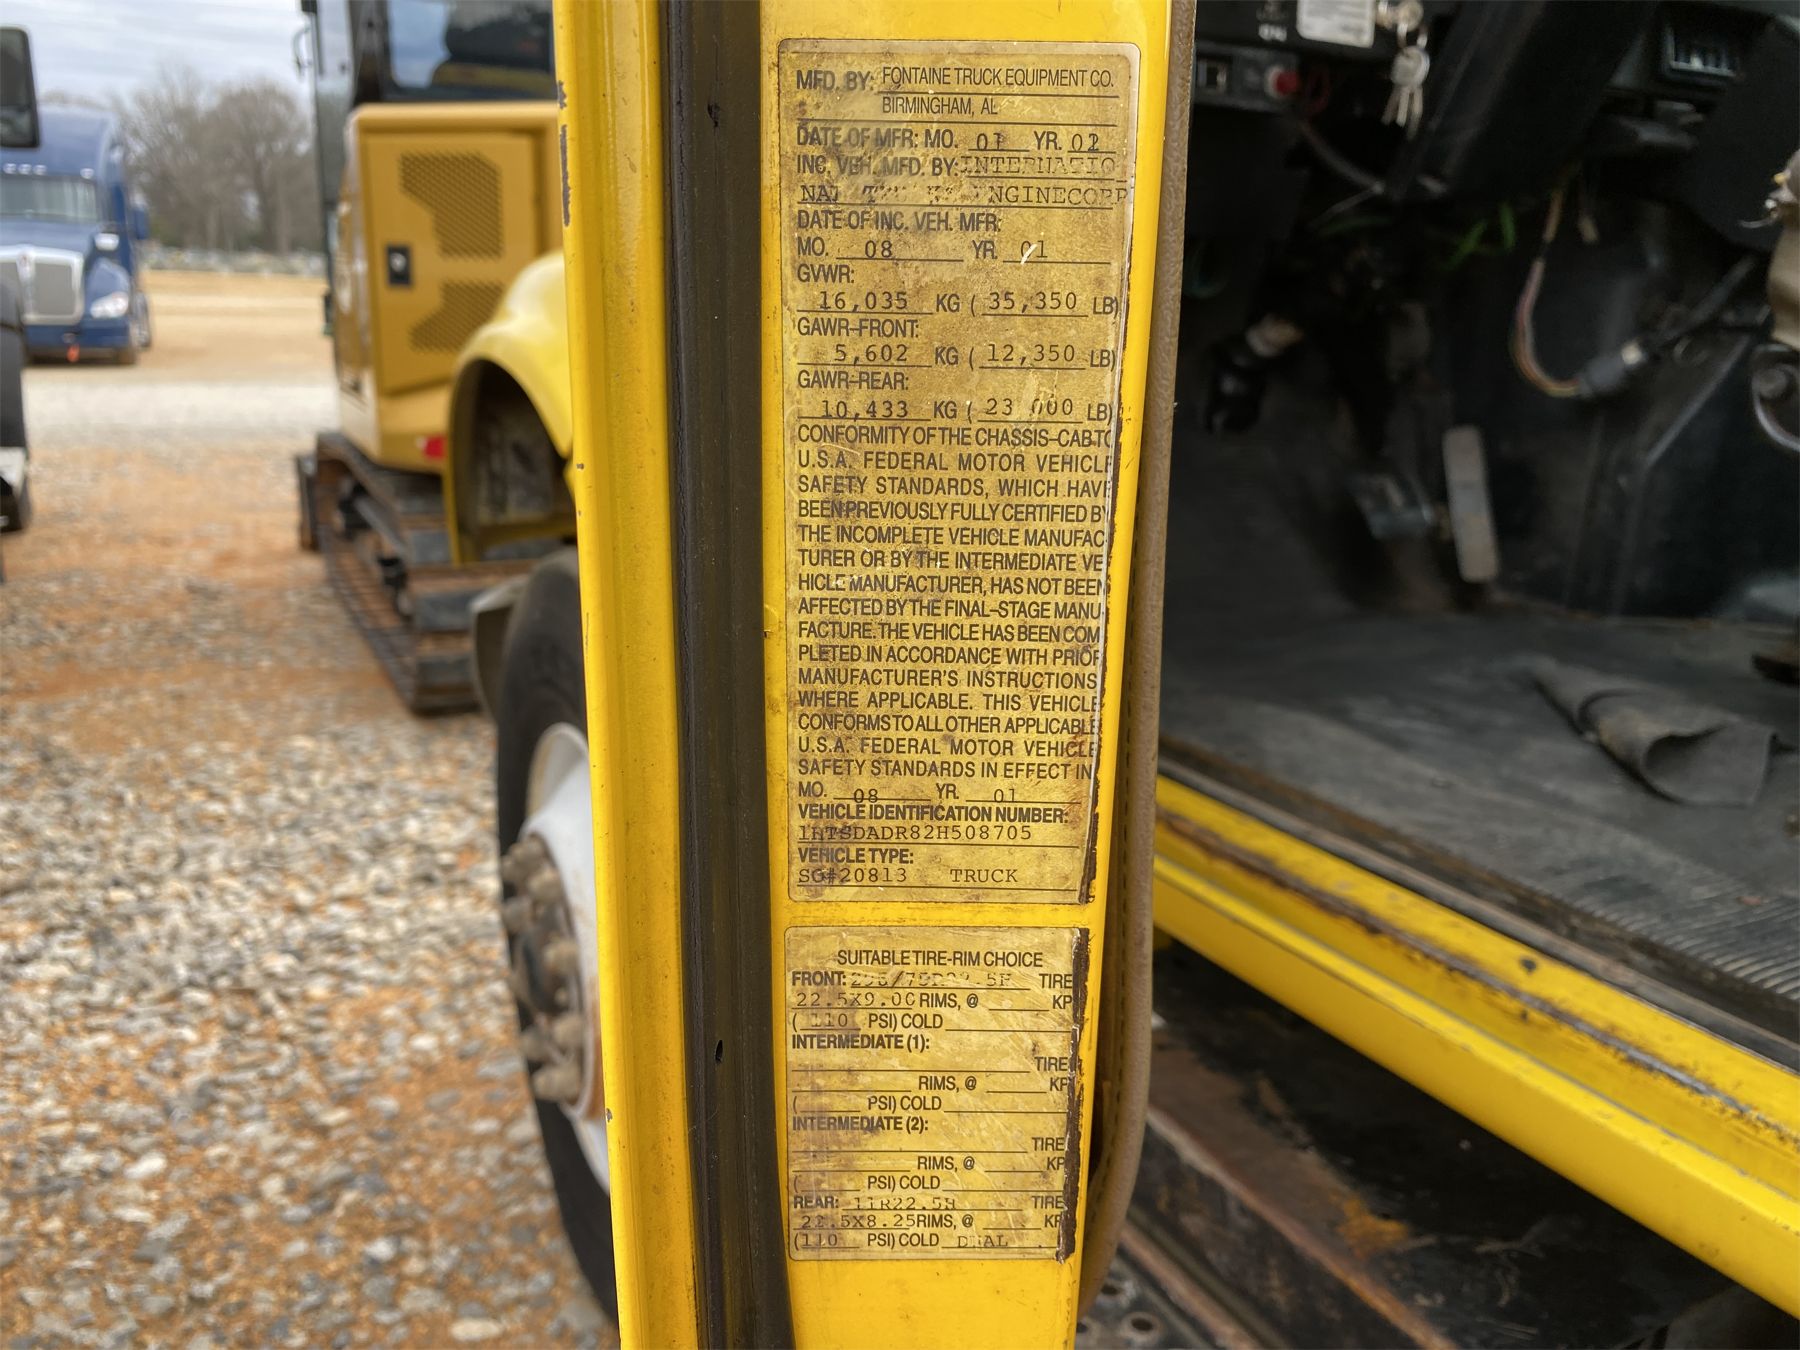 MFD. BY: FONTAINE TRUCK EQUIPMENT CO.
BIRMINGHAM, AL
DATE OF MFR: MO. 01 YR. 02
INC. VEH. MFD. BY: INTERNATIO
NAL ENGINECORP
DATE OF INC. VEH. MFR:
MO. 08 YR. 01
GVWR:
16,035 KG ( 35,350 LB)
GAWR-FRONT:
5,602 KG ( 12,350 LB)
GAWR-REAR:
10,433 KG ( 23 000 LB)
CONFORMITY OF THE CHASSIS-CAB TO
U.S.A. FEDERAL MOTOR VEHICLE
SAFETY STANDARDS, WHICH HAVE
BEEN PREVIOUSLY FULLY CERTIFIED BY
THE INCOMPLETE VEHICLE MANUFAC
TURER OR BY THE INTERMEDIATE VE
HICLE MANUFACTURER, HAS NOT BEEN
AFFECTED BY THE FINAL-STAGE MANU
FACTURE. THE VEHICLE HAS BEEN COM
PLETED IN ACCORDANCE WITH PRIOR
MANUFACTURER'S INSTRUCTIONS
WHERE APPLICABLE. THIS VEHICLE
CONFORMS TO ALL OTHER APPLICABLE
U.S.A. FEDERAL MOTOR VEHICLE
SAFETY STANDARDS IN EFFECT IN
MO. 08 YR. 01
VEHICLE IDENTIFICATION NUMBER:
1HTSDADR82H508705
VEHICLE TYPE:
SO#20813 TRUCK
SUITABLE TIRE-RIM CHOICE
FRONT: TIRE
22.5X9.00 RIMS, @ KP
( 110 PSI) COLD
INTERMEDIATE (1):
TIRE
RIMS, @ KP
( PSI) COLD
INTERMEDIATE (2):
TIRE
RIMS, @ KP
( PSI) COLD
REAR: 11R22.5H TIRE
22.5X8.25 RIMS, @ KP
(110 PSI) COLD DUAL